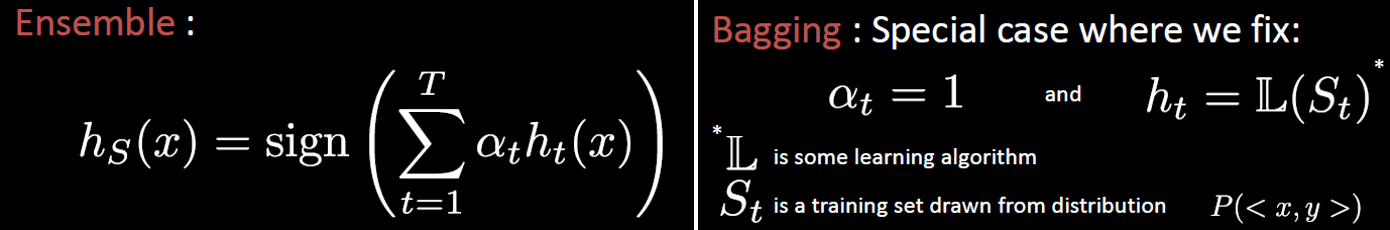 Ensemble :
h_S(x) = sign ( \sum_{t=1}^{T} α_t h_t(x) )
Bagging : Special case where we fix:
α_t = 1 and h_t = 𝕃(S_t)*
*𝕃 is some learning algorithm
S_t is a training set drawn from distribution P(< x, y >)